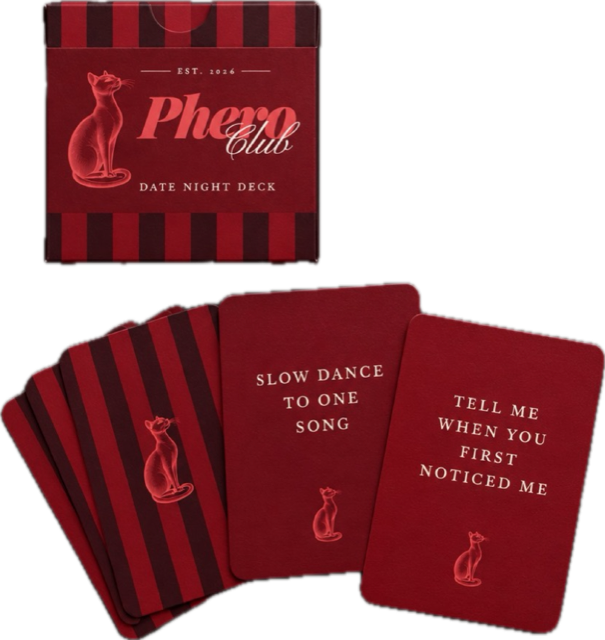 EST. 2026
Phero
Club
DATE NIGHT DECK
SLOW DANCE
TO ONE
SONG
TELL ME
WHEN YOU
FIRST
NOTICED ME